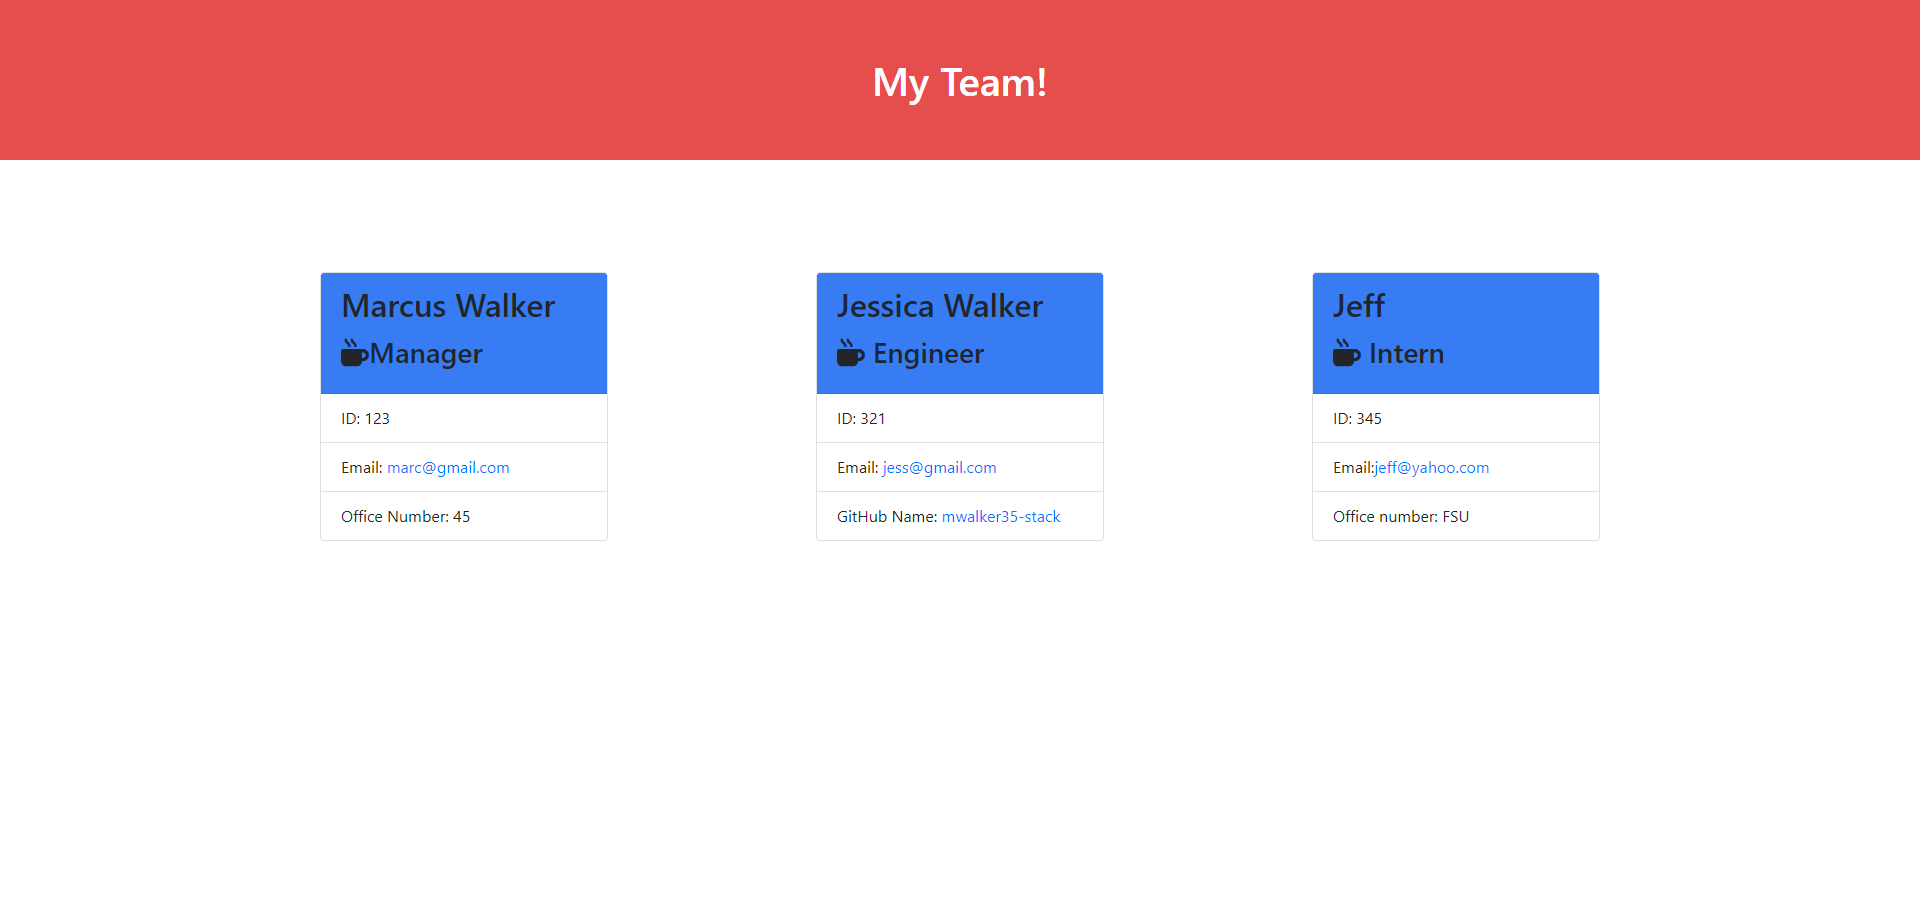 My Team!
Marcus Walker
Manager
ID: 123
Email: marc@gmail.com
Office Number: 45
Jessica Walker
Engineer
ID: 321
Email: jess@gmail.com
GitHub Name: mwalker35-stack
Jeff
Intern
ID: 345
Email:jeff@yahoo.com
Office number: FSU